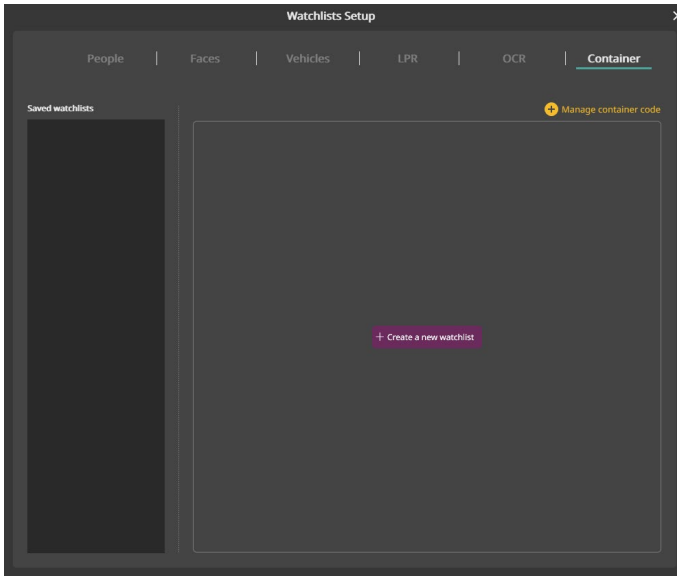 Watchlists Setup
People | Faces | Vehicles | LPR | OCR | Container
Saved watchlists
Manage container code
+ Create a new watchlist